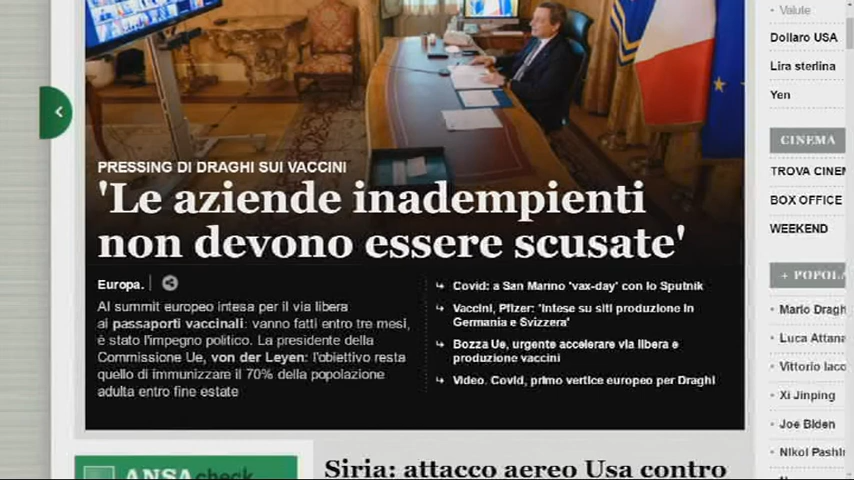 Valute
Dollaro USA
Lira sterlina
Yen
PRESSING DI DRAGHI SUI VACCINI
'Le aziende inadempienti
non devono essere scusate'
Europa.
Al summit europeo intesa per il via libera
ai passaporti vaccinali: vanno fatti entro tre mesi,
è stato l'impegno politico. La presidente della
Commissione Ue, von der Leyen: l'obiettivo resta
quello di immunizzare il 70% della popolazione
adulta entro fine estate
Covid: a San Marino 'vax-day' con lo Sputnik
Vaccini, Pfizer: 'Intese su siti produzione in
Germania e Svizzera'
Bozza Ue, urgente accelerare via libera e
produzione vaccini
Video. Covid, primo vertice europeo per Draghi
CINEMA
TROVA CINEM
BOX OFFICE
WEEKEND
+ POPOLA
Mario Dragh
Luca Attana
Vittorio Iaco
Xi Jinping
Joe Biden
Nikol Pashin
ANSAcheck
Siria: attacco aereo Usa contro